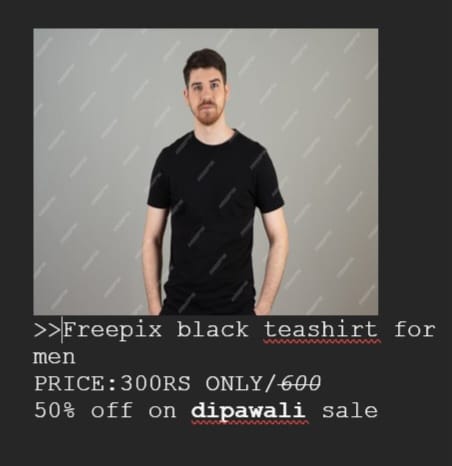 >>Freepix black teashirt for
men
PRICE:300RS ONLY/600
50% off on dipawali sale